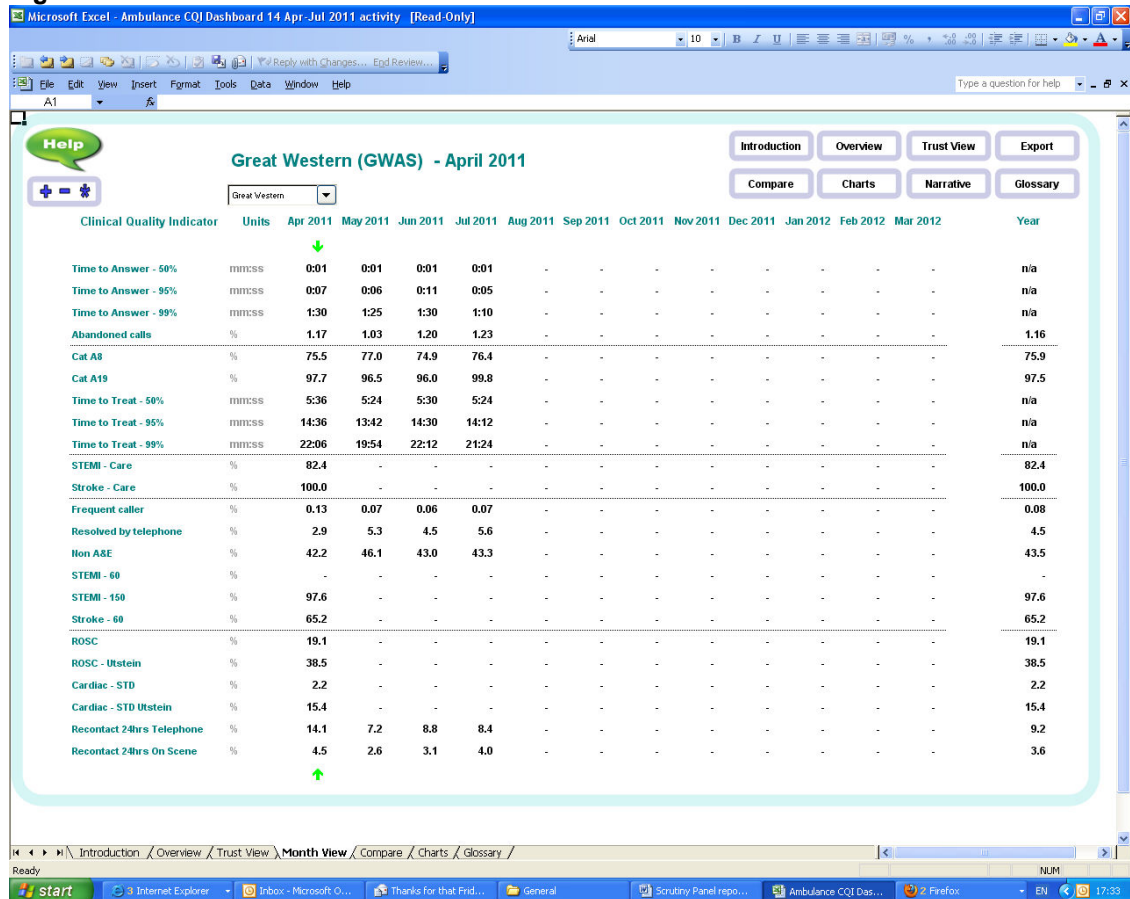 Microsoft Excel - Ambulance CQI Dashboard 14 Apr-Jul 2011 activity [Read-Only]
Arial 10 B I U
Reply with Changes... End Review...
File Edit View Insert Format Tools Data Window Help Type a question for help
A1 fx
Help
Great Western (GWAS) - April 2011
Introduction Overview Trust View Export
Compare Charts Narrative Glossary
+ - *
Great Western
Clinical Quality Indicator Units Apr 2011 May 2011 Jun 2011 Jul 2011 Aug 2011 Sep 2011 Oct 2011 Nov 2011 Dec 2011 Jan 2012 Feb 2012 Mar 2012 Year
Time to Answer - 50% mm:ss 0:01 0:01 0:01 0:01 - - - - - - - - n/a
Time to Answer - 95% mm:ss 0:07 0:06 0:11 0:05 - - - - - - - - n/a
Time to Answer - 99% mm:ss 1:30 1:25 1:30 1:10 - - - - - - - - n/a
Abandoned calls % 1.17 1.03 1.20 1.23 - - - - - - - - 1.16
Cat A8 % 75.5 77.0 74.9 76.4 - - - - - - - - 75.9
Cat A19 % 97.7 96.5 96.0 99.8 - - - - - - - - 97.5
Time to Treat - 50% mm:ss 5:36 5:24 5:30 5:24 - - - - - - - - n/a
Time to Treat - 95% mm:ss 14:36 13:42 14:30 14:12 - - - - - - - - n/a
Time to Treat - 99% mm:ss 22:06 19:54 22:12 21:24 - - - - - - - - n/a
STEMI - Care % 82.4 - - - - - - - - - - - 82.4
Stroke - Care % 100.0 - - - - - - - - - - - 100.0
Frequent caller % 0.13 0.07 0.06 0.07 - - - - - - - - 0.08
Resolved by telephone % 2.9 5.3 4.5 5.6 - - - - - - - - 4.5
Non A&E % 42.2 46.1 43.0 43.3 - - - - - - - - 43.5
STEMI - 60 % - - - - - - - - - - - - -
STEMI - 150 % 97.6 - - - - - - - - - - - 97.6
Stroke - 60 % 65.2 - - - - - - - - - - - 65.2
ROSC % 19.1 - - - - - - - - - - - 19.1
ROSC - Utstein % 38.5 - - - - - - - - - - - 38.5
Cardiac - STD % 2.2 - - - - - - - - - - - 2.2
Cardiac - STD Utstein % 15.4 - - - - - - - - - - - 15.4
Recontact 24hrs Telephone % 14.1 7.2 8.8 8.4 - - - - - - - - 9.2
Recontact 24hrs On Scene % 4.5 2.6 3.1 4.0 - - - - - - - - 3.6
Introduction / Overview / Trust View \ Month View / Compare / Charts / Glossary /
Ready NUM
start 3 Internet Explorer Inbox - Microsoft O... Thanks for that Frid... General Scrutiny Panel repo... Ambulance CQI Das... 2 Firefox EN 17:33